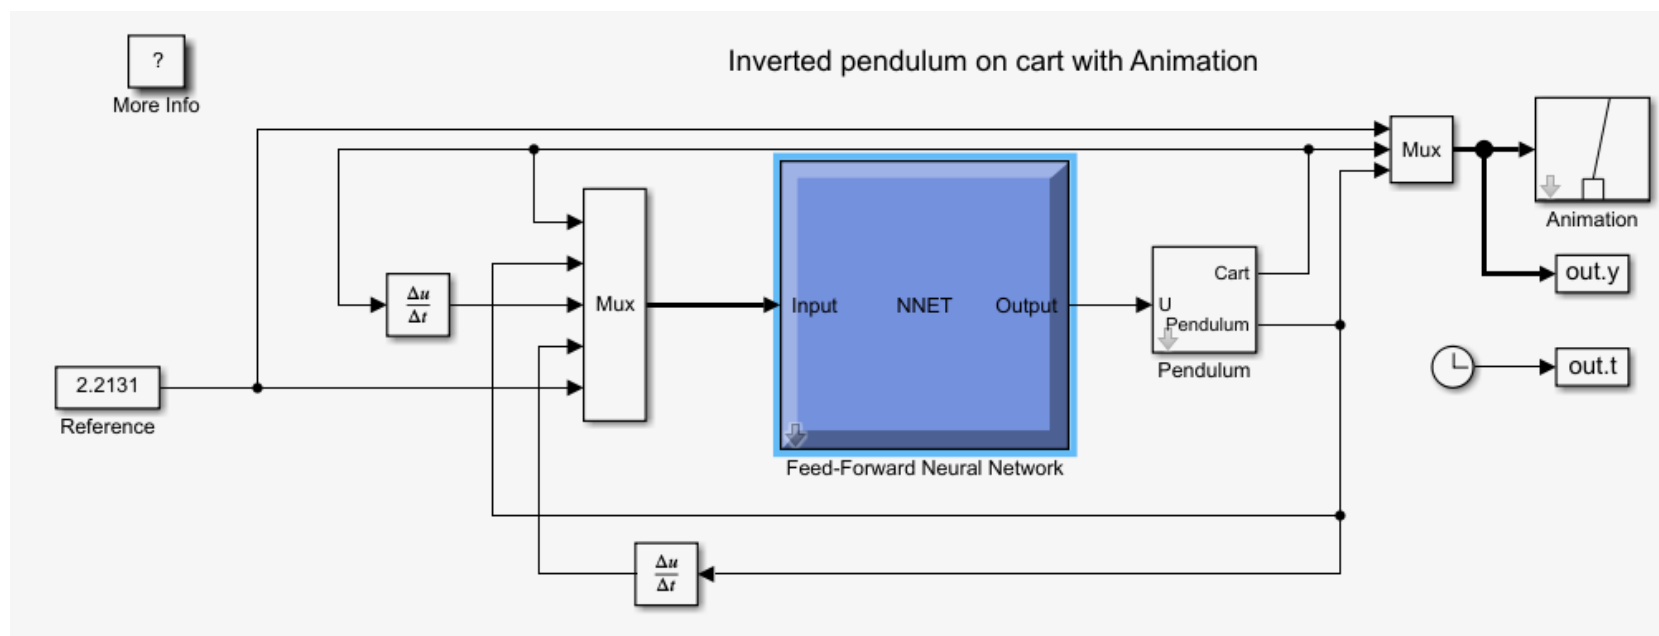 ?
More Info
Inverted pendulum on cart with Animation
Mux
Animation
out.y
Δu
Δt
Mux
Input NNET Output
Cart
U
Pendulum
Pendulum
out.t
2.2131
Reference
Feed-Forward Neural Network
Δu
Δt